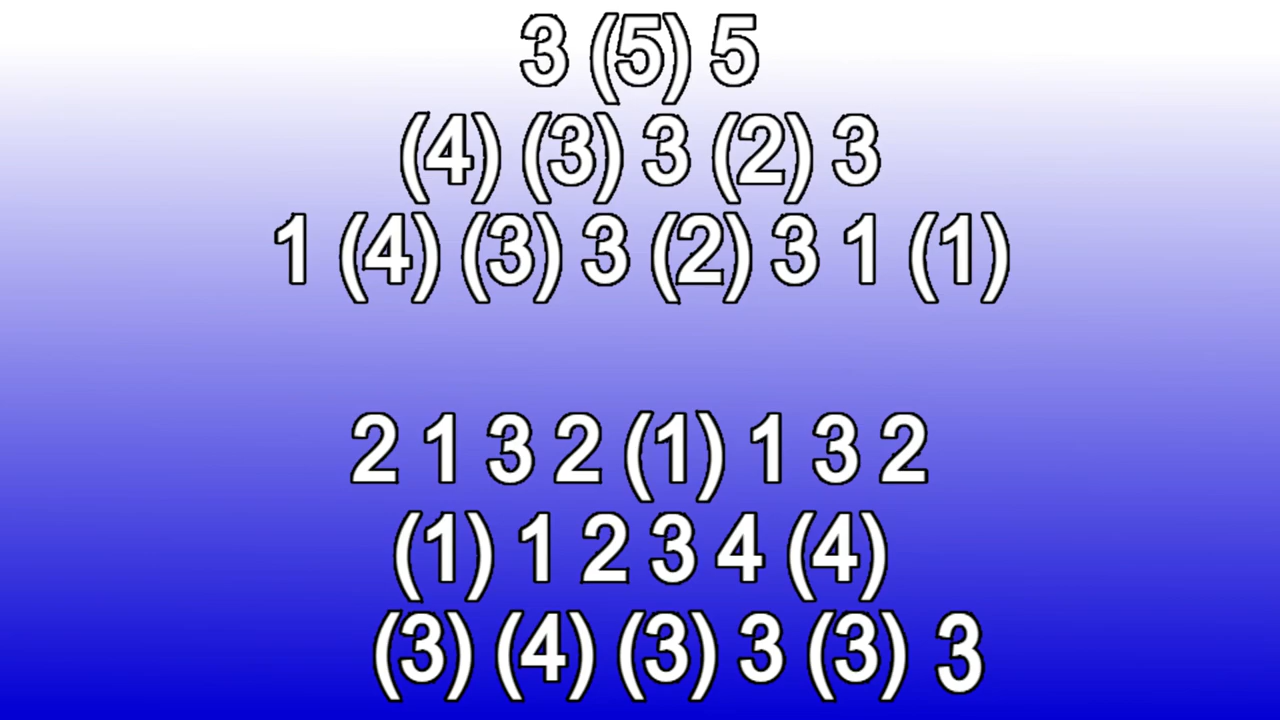 3 (5) 5
(4) (3) 3 (2) 3
1 (4) (3) 3 (2) 3 1 (1)
2 1 3 2 (1) 1 3 2
(1) 1 2 3 4 (4)
(3) (4) (3) 3 (3) 3